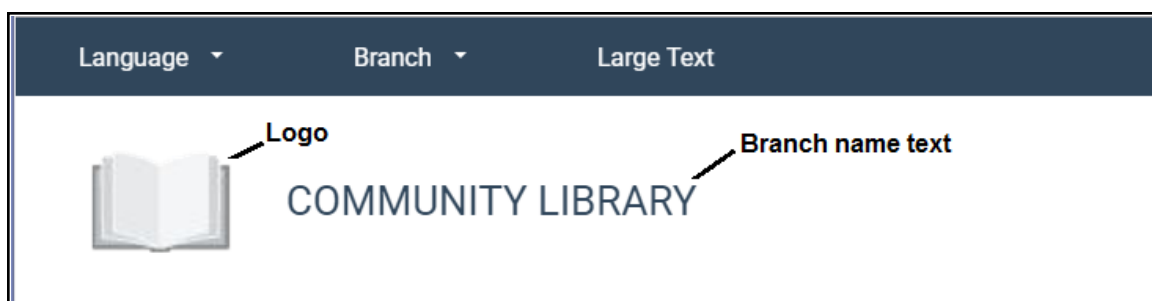 Language Branch Large Text
Logo
Branch name text
COMMUNITY LIBRARY